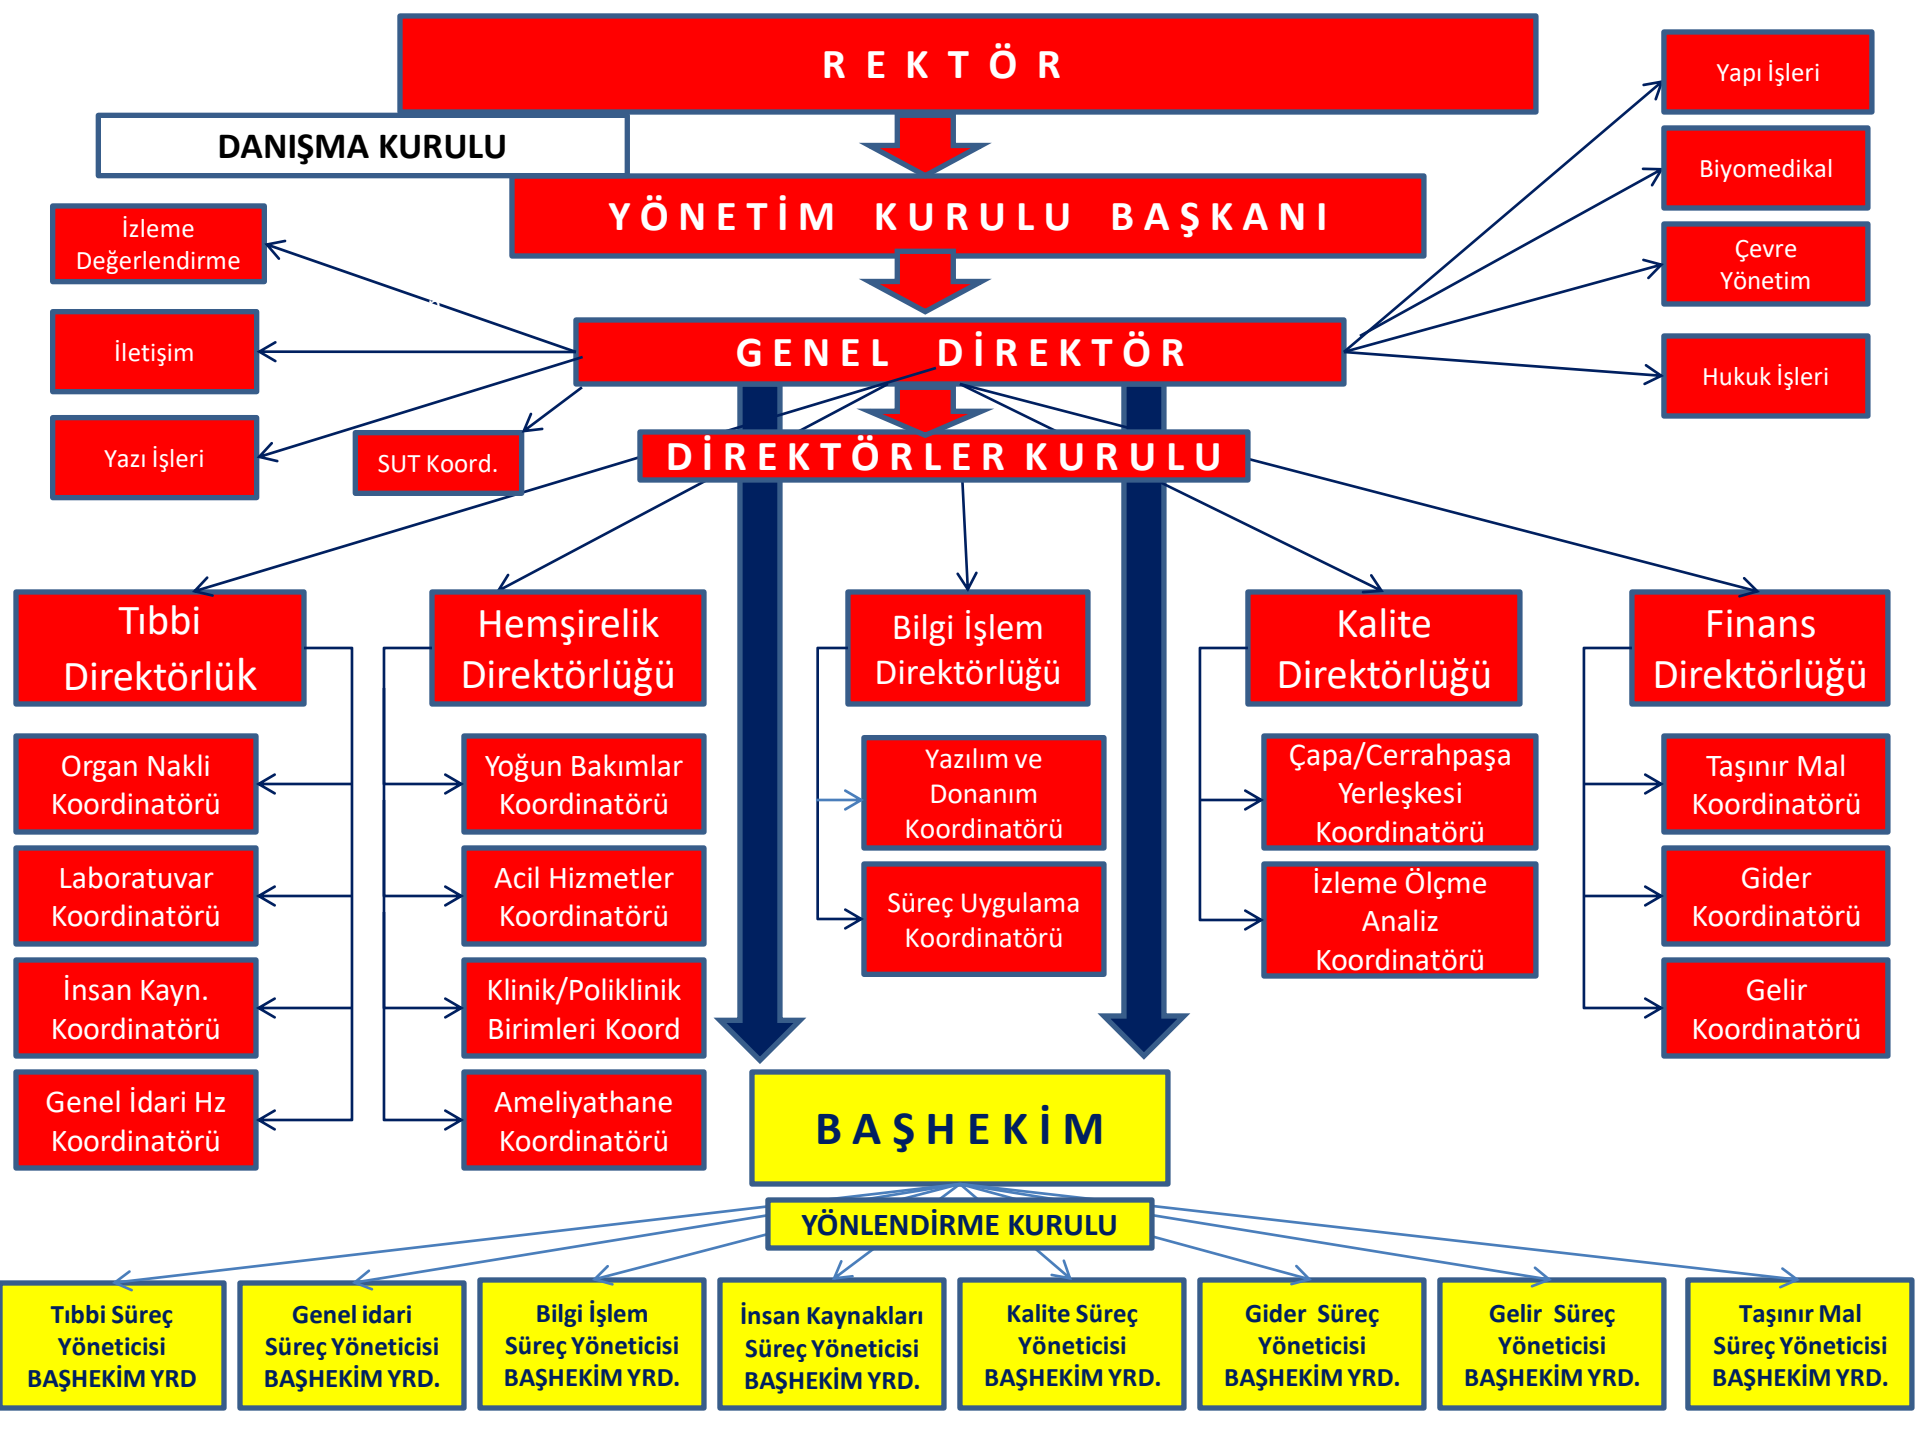 R E K T Ö R
DANIŞMA KURULU
Y Ö N E T İ M   K U R U L U   B A Ş K A N I
G E N E L   D İ R E K T Ö R
D İ R E K T Ö R L E R  K U R U L U
İzleme
Değerlendirme
İletişim
Yazı İşleri
SUT Koord.
Yapı İşleri
Biyomedikal
Çevre
Yönetim
Hukuk İşleri
Tıbbi
Direktörlük
Organ Nakli
Koordinatörü
Laboratuvar
Koordinatörü
İnsan Kayn.
Koordinatörü
Genel İdari Hz
Koordinatörü
Hemşirelik
Direktörlüğü
Yoğun Bakımlar
Koordinatörü
Acil Hizmetler
Koordinatörü
Klinik/Poliklinik
Birimleri Koord
Ameliyathane
Koordinatörü
Bilgi İşlem
Direktörlüğü
Yazılım ve
Donanım
Koordinatörü
Süreç Uygulama
Koordinatörü
Kalite
Direktörlüğü
Çapa/Cerrahpaşa
Yerleşkesi
Koordinatörü
İzleme Ölçme
Analiz
Koordinatörü
Finans
Direktörlüğü
Taşınır Mal
Koordinatörü
Gider
Koordinatörü
Gelir
Koordinatörü
B A Ş H E K İ M
YÖNLENDİRME KURULU
Tıbbi Süreç
Yöneticisi
BAŞHEKİM YRD
Genel idari
Süreç Yöneticisi
BAŞHEKİM YRD.
Bilgi İşlem
Süreç Yöneticisi
BAŞHEKİM YRD.
İnsan Kaynakları
Süreç Yöneticisi
BAŞHEKİM YRD.
Kalite Süreç
Yöneticisi
BAŞHEKİM YRD.
Gider  Süreç
Yöneticisi
BAŞHEKİM YRD.
Gelir  Süreç
Yöneticisi
BAŞHEKİM YRD.
Taşınır Mal
Süreç Yöneticisi
BAŞHEKİM YRD.